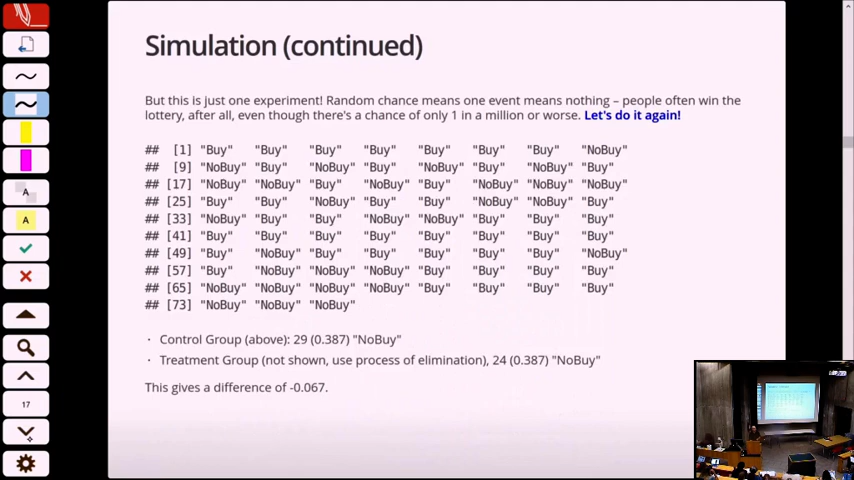 Simulation (continued)
But this is just one experiment! Random chance means one event means nothing – people often win the
lottery, after all, even though there's a chance of only 1 in a million or worse. Let's do it again!
## [1] "Buy" "Buy" "Buy" "Buy" "Buy" "Buy" "Buy" "NoBuy"
## [9] "NoBuy" "Buy" "NoBuy" "Buy" "NoBuy" "Buy" "NoBuy" "Buy"
## [17] "NoBuy" "NoBuy" "Buy" "NoBuy" "Buy" "NoBuy" "NoBuy" "NoBuy"
## [25] "Buy" "Buy" "NoBuy" "Buy" "Buy" "NoBuy" "NoBuy" "Buy"
## [33] "NoBuy" "Buy" "Buy" "NoBuy" "NoBuy" "Buy" "Buy" "Buy"
## [41] "Buy" "Buy" "Buy" "Buy" "Buy" "Buy" "Buy" "Buy"
## [49] "Buy" "NoBuy" "Buy" "Buy" "Buy" "Buy" "Buy" "NoBuy"
## [57] "Buy" "NoBuy" "NoBuy" "NoBuy" "Buy" "Buy" "Buy" "Buy"
## [65] "NoBuy" "NoBuy" "NoBuy" "NoBuy" "Buy" "Buy" "Buy" "Buy"
## [73] "NoBuy" "NoBuy" "NoBuy"
· Control Group (above): 29 (0.387) "NoBuy"
· Treatment Group (not shown, use process of elimination), 24 (0.387) "NoBuy"
This gives a difference of -0.067.
A
A
17